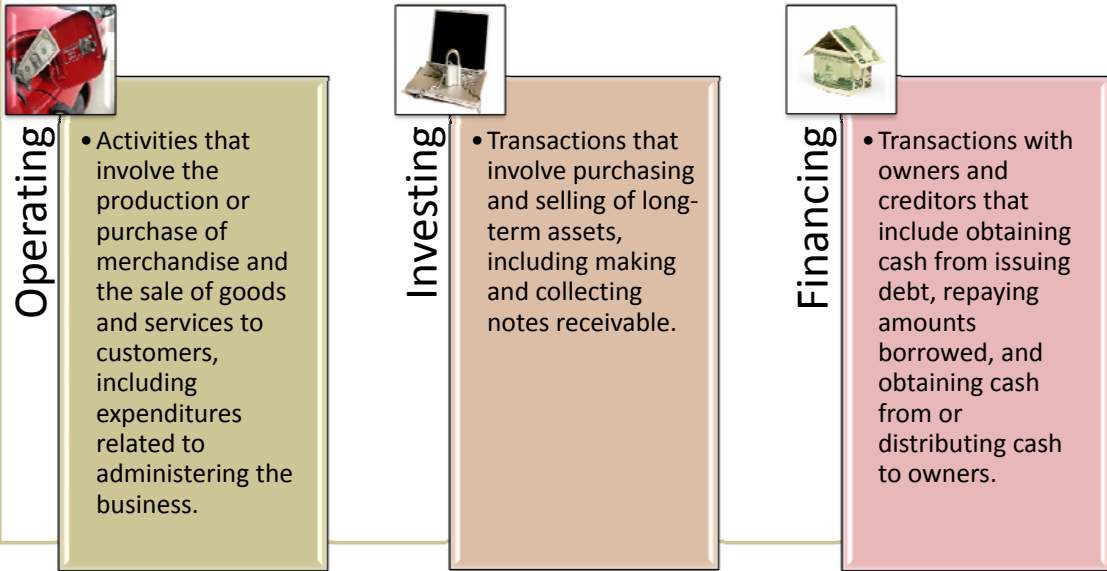 Operating
• Activities that
involve the
production or
purchase of
merchandise and
the sale of goods
and services to
customers,
including
expenditures
related to
administering the
business.
Investing
• Transactions that
involve purchasing
and selling of long-
term assets,
including making
and collecting
notes receivable.
Financing
• Transactions with
owners and
creditors that
include obtaining
cash from issuing
debt, repaying
amounts
borrowed, and
obtaining cash
from or
distributing cash
to owners.